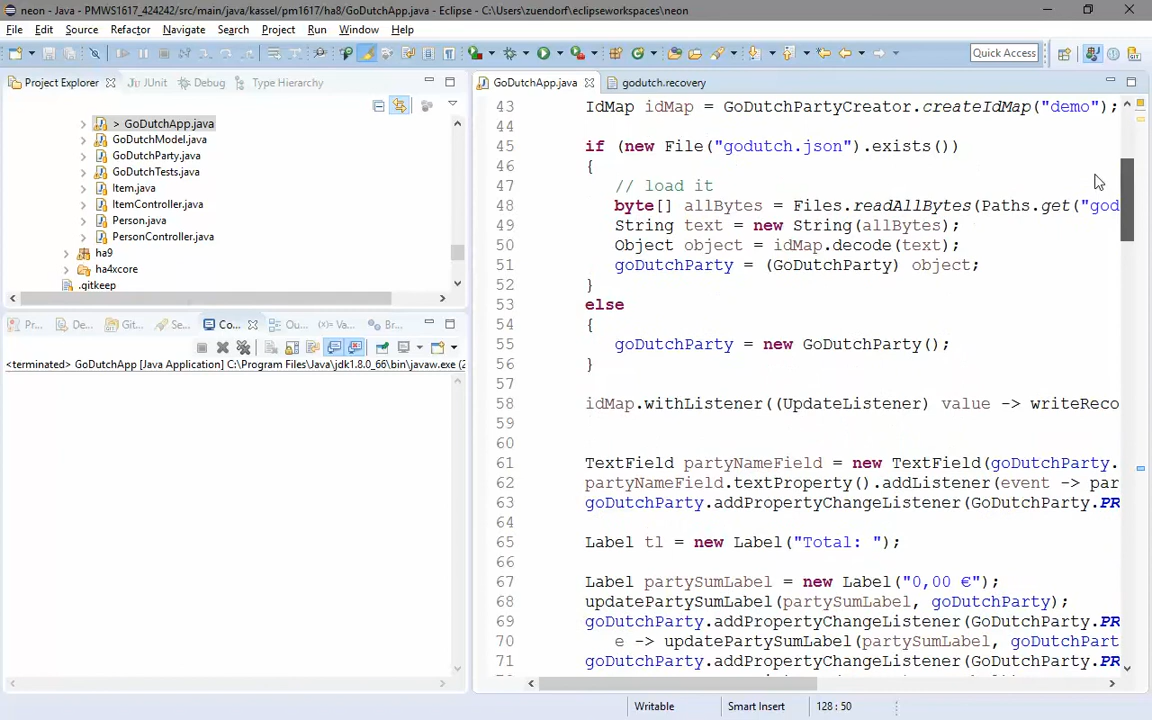 neon - Java - PMWS1617_424242/src/main/java/kassel/pm1617/ha8/GoDutchApp.java - Eclipse - C:\Users\zuendorf\eclipseworkspaces\neon
File Edit Source Refactor Navigate Search Project Run Window Help
Quick Access
Project Explorer JUnit Debug Type Hierarchy
GoDutchApp.java godutch.recovery
> GoDutchApp.java
GoDutchModel.java
GoDutchParty.java
GoDutchTests.java
Item.java
ItemController.java
Person.java
PersonController.java
ha9
ha4xcore
.gitkeep
Pr... De... Git... Se... Co... Ou... (x)= Va... Br...
<terminated> GoDutchApp [Java Application] C:\Program Files\Java\jdk1.8.0_66\bin\javaw.exe (2
43 IdMap idMap = GoDutchPartyCreator.createIdMap("demo");
44
45 if (new File("godutch.json").exists())
46 {
47 // load it
48 byte[] allBytes = Files.readAllBytes(Paths.get("god
49 String text = new String(allBytes);
50 Object object = idMap.decode(text);
51 goDutchParty = (GoDutchParty) object;
52 }
53 else
54 {
55 goDutchParty = new GoDutchParty();
56 }
57
58 idMap.withListener((UpdateListener) value -> writeReco
59
60
61 TextField partyNameField = new TextField(goDutchParty.
62 partyNameField.textProperty().addListener(event -> par
63 goDutchParty.addPropertyChangeListener(GoDutchParty.PR
64
65 Label tl = new Label("Total: ");
66
67 Label partySumLabel = new Label("0,00 €");
68 updatePartySumLabel(partySumLabel, goDutchParty);
69 goDutchParty.addPropertyChangeListener(GoDutchParty.PR
70 e -> updatePartySumLabel(partySumLabel, goDutchPart
71 goDutchParty.addPropertyChangeListener(GoDutchParty.PR
Writable Smart Insert 128 : 50